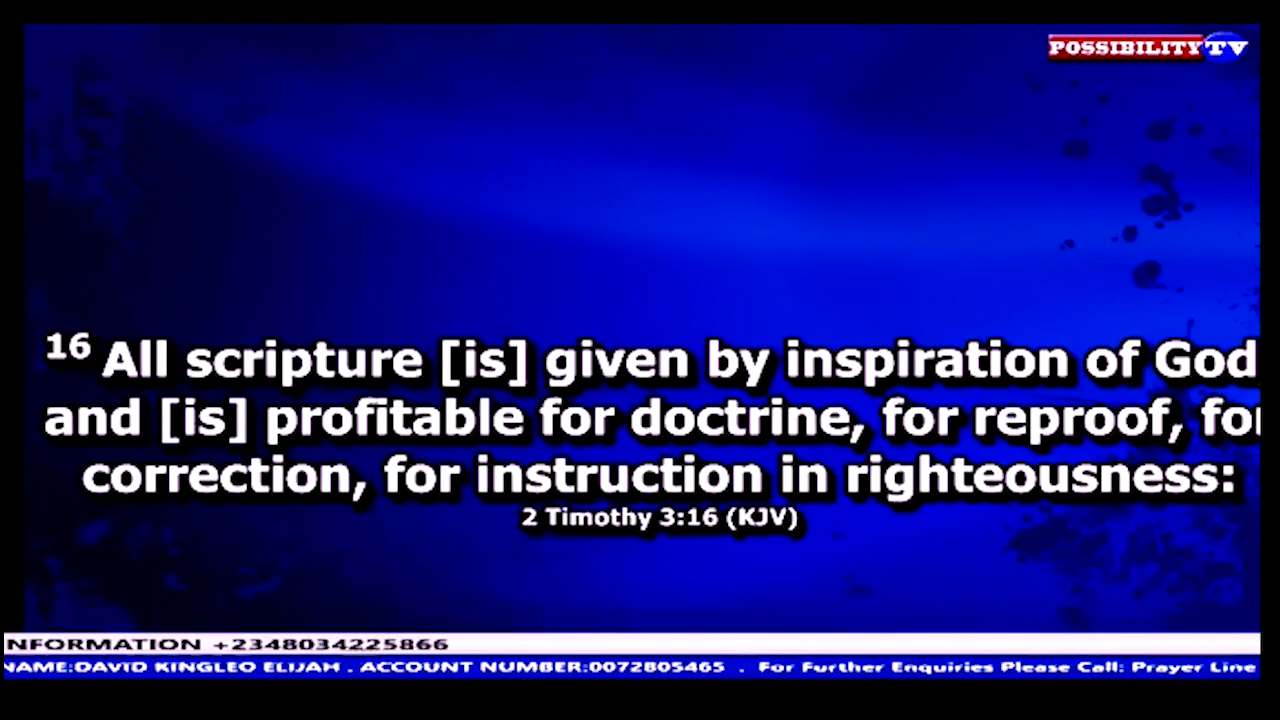 POSSIBILITY TV
16 All scripture [is] given by inspiration of God
and [is] profitable for doctrine, for reproof, for
correction, for instruction in righteousness:
2 Timothy 3:16 (KJV)
NFORMATION +2348034225866
NAME:DAVID KINGLEO ELIJAH . ACCOUNT NUMBER:0072805465 . For Further Enquiries Please Call: Prayer Line